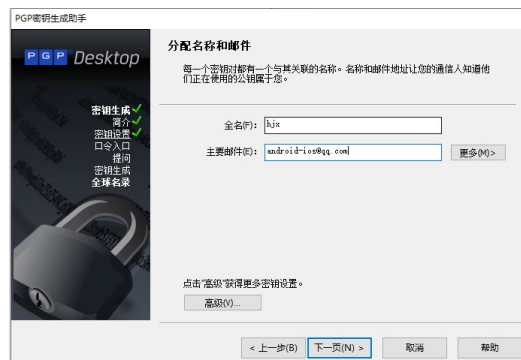 PGP密钥生成助手
PGP Desktop
密钥生成
简介
密钥设置
口令入口
提问
密钥生成
全球名录
分配名称和邮件
每一个密钥对都有一个与其关联的名称。名称和邮件地址让您的通信人知道他
们正在使用的公钥属于您。
全名(F): hjx
主要邮件(E): android-ios@qq.com 更多(M)>
点击"高级"获得更多密钥设置。
高级(V)...
< 上一步(B) 下一页(N) > 取消 帮助